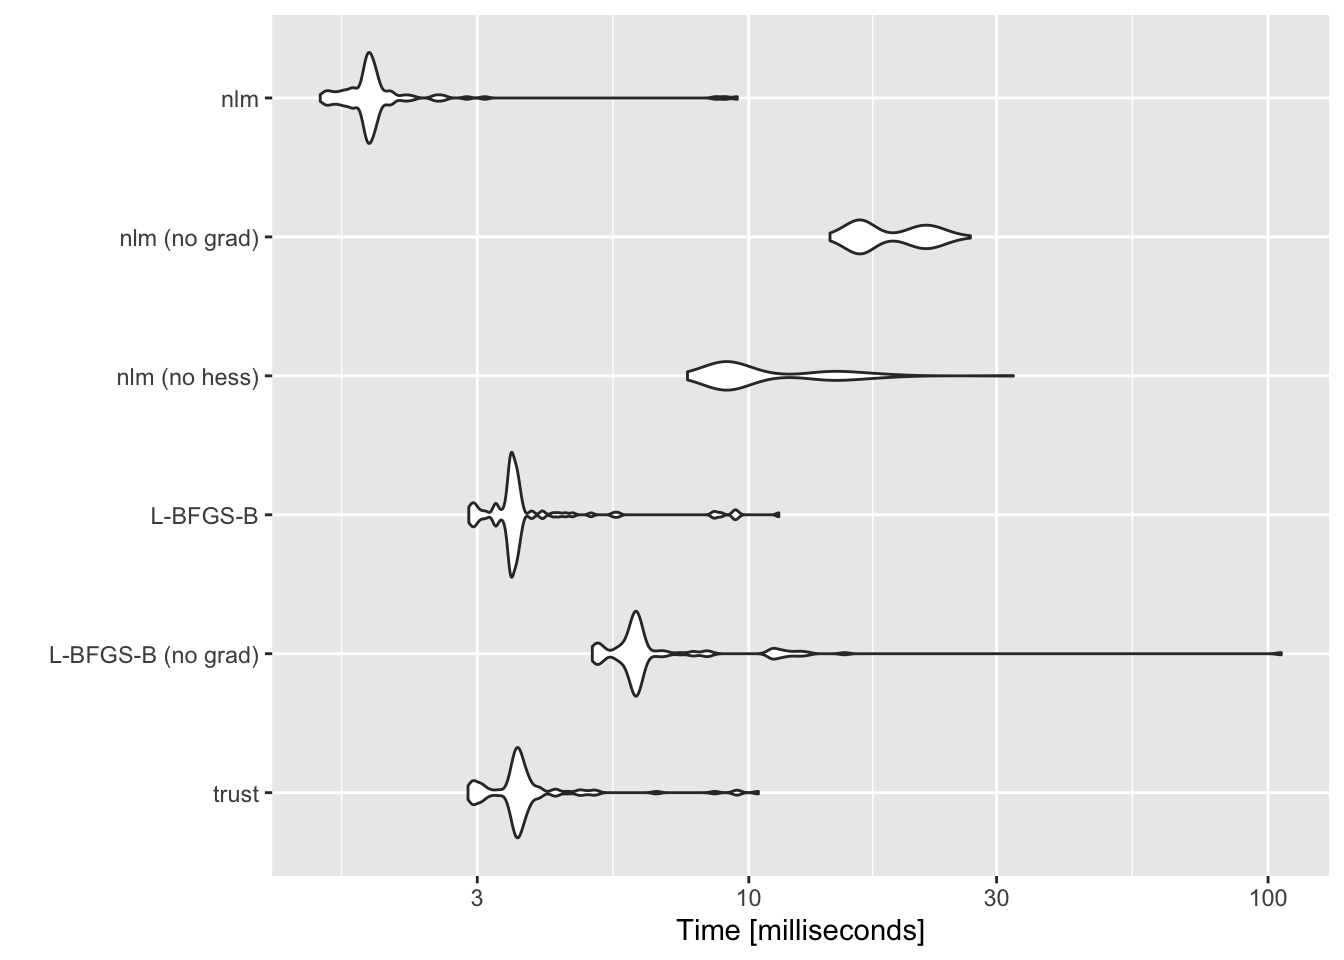 nlm
nlm (no grad)
nlm (no hess)
L-BFGS-B
L-BFGS-B (no grad)
trust
3 10 30 100
Time [milliseconds]